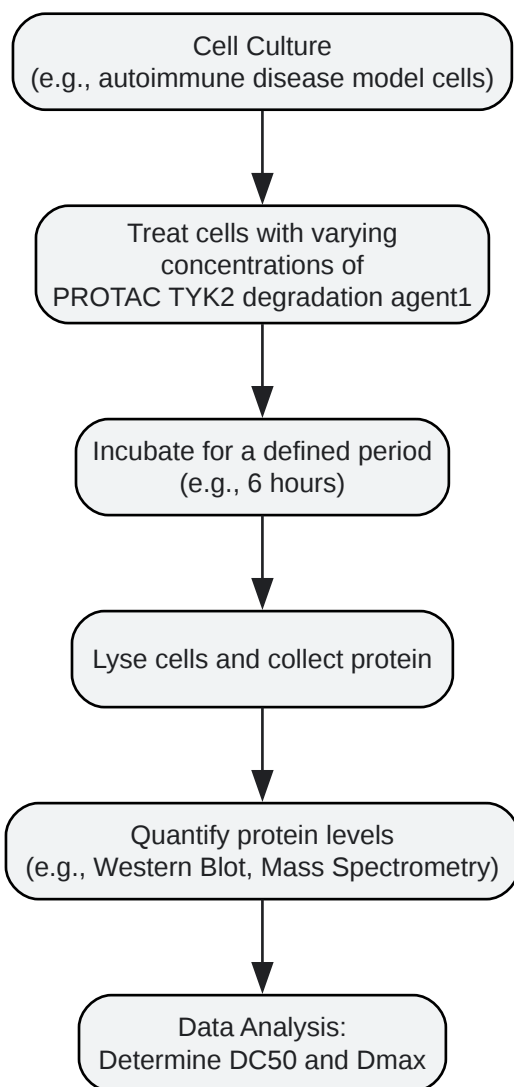 Cell Culture
(e.g., autoimmune disease model cells)
Treat cells with varying
concentrations of
PROTAC TYK2 degradation agent1
Incubate for a defined period
(e.g., 6 hours)
Lyse cells and collect protein
Quantify protein levels
(e.g., Western Blot, Mass Spectrometry)
Data Analysis:
Determine DC50 and Dmax